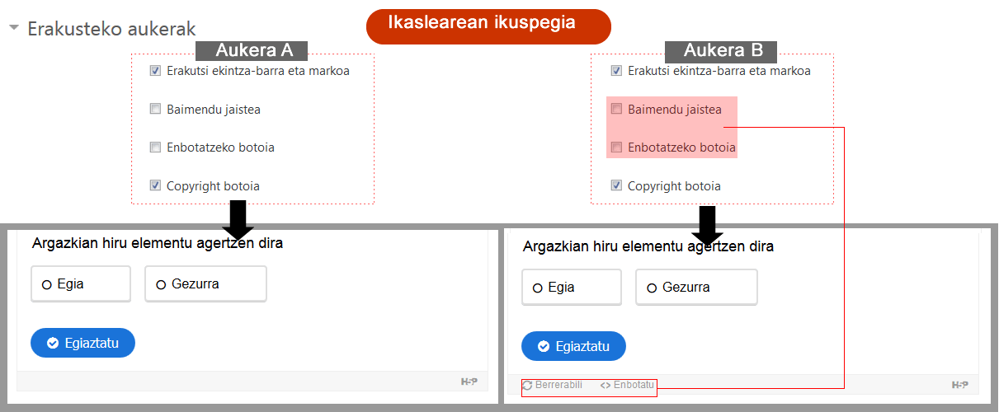 Erakusteko aukerak
Ikaslearean ikuspegia
Aukera A
Erakutsi ekintza-barra eta markoa
Baimendu jaistea
Enbotatzeko botoia
Copyright botoia
Argazkian hiru elementu agertzen dira
Egia
Gezurra
Egiaztatu
H5P
Aukera B
Erakutsi ekintza-barra eta markoa
Baimendu jaistea
Enbotatzeko botoia
Copyright botoia
Argazkian hiru elementu agertzen dira
Egia
Gezurra
Egiaztatu
Berrerabili <> Enbotatu
H5P